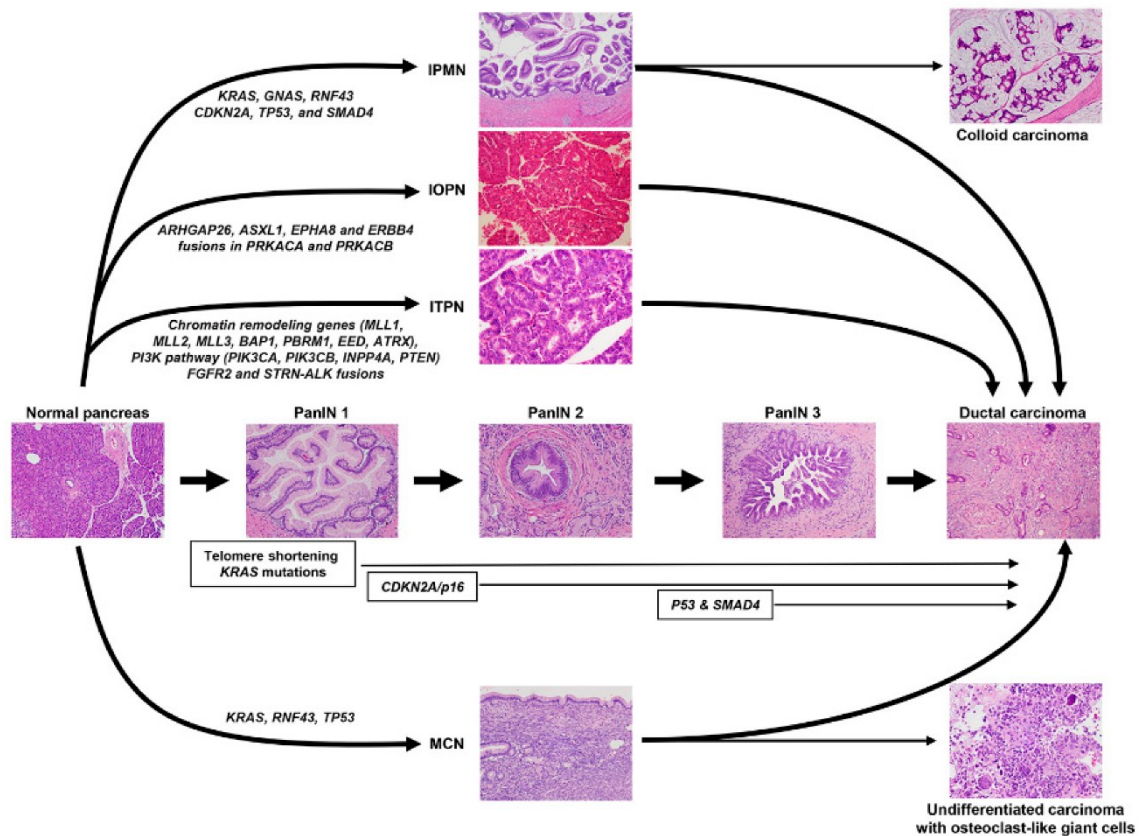 IPMN
KRAS, GNAS, RNF43
CDKN2A, TP53, and SMAD4
Colloid carcinoma
IOPN
ARHGAP26, ASXL1, EPHA8 and ERBB4
fusions in PRKACA and PRKACB
ITPN
Chromatin remodeling genes (MLL1,
MLL2, MLL3, BAP1, PBRM1, EED, ATRX),
PI3K pathway (PIK3CA, PIK3CB, INPP4A, PTEN)
FGFR2 and STRN-ALK fusions
Normal pancreas
PanIN 1
PanIN 2
PanIN 3
Ductal carcinoma
Telomere shortening
KRAS mutations
CDKN2A/p16
P53 & SMAD4
KRAS, RNF43, TP53
MCN
Undifferentiated carcinoma
with osteoclast-like giant cells